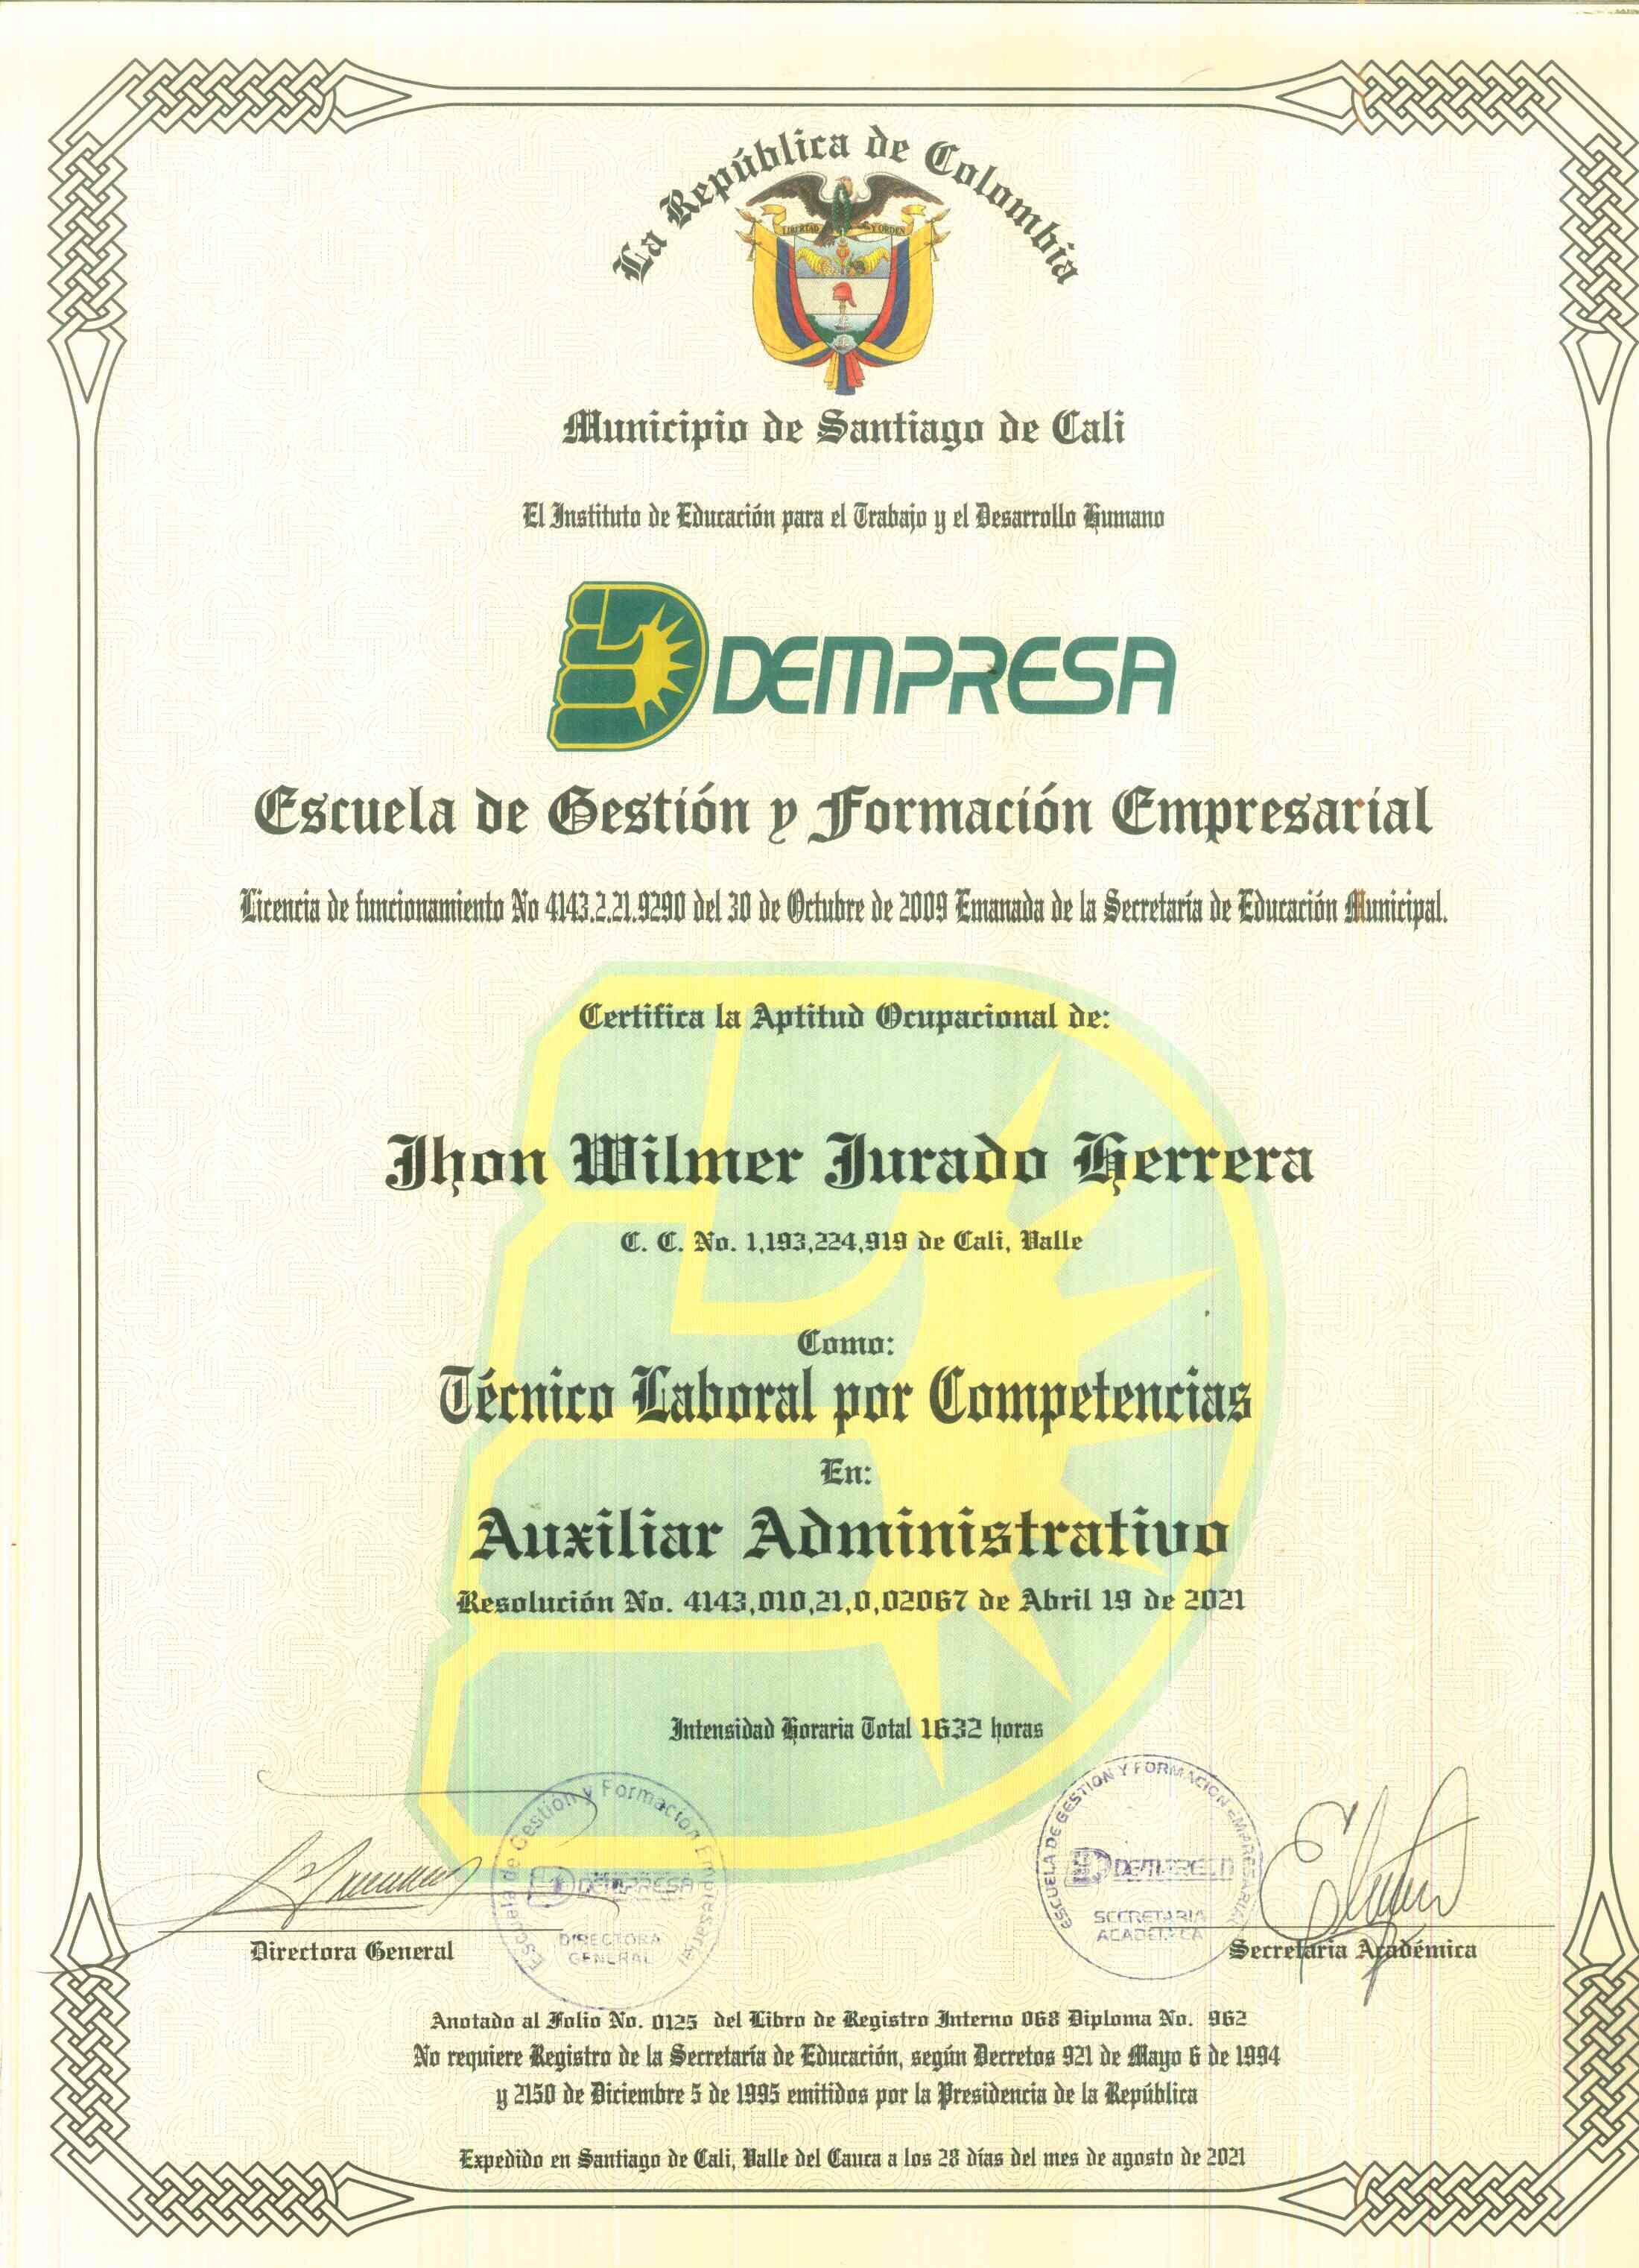 La República de Colombia
LIBERTAD Y ORDEN
Municipio de Santiago de Cali
El Instituto de Educación para el Trabajo y el Desarrollo Humano
DEMPRESA
Escuela de Gestión y Formación Empresarial
Licencia de funcionamiento No 4143.2.21.9290 del 30 de Octubre de 2009 Emanada de la Secretaría de Educación Municipal.
Certifica la Aptitud Ocupacional de:
Jhon Wilmer Jurado Herrera
C. C. No. 1,193,224,919 de Cali, Valle
Como:
Técnico Laboral por Competencias
En:
Auxiliar Administrativo
Resolución No. 4143,010,21,0,02067 de Abril 19 de 2021
Intensidad Horaria Total 1632 horas
Escuela de Gestión y Formación Empresarial
DEMPRESA
DIRECTORA
GENERAL
ESCUELA DE GESTION Y FORMACION EMPRESARIAL
DEMPRESA
SECRETARIA
ACADEMICA
Directora General
Secretaria Académica
Anotado al Folio No. 0125 del Libro de Registro Interno 068 Diploma No. 962
No requiere Registro de la Secretaría de Educación, según Decretos 921 de Mayo 6 de 1994
y 2150 de Diciembre 5 de 1995 emitidos por la Presidencia de la República
Expedido en Santiago de Cali, Valle del Cauca a los 28 días del mes de agosto de 2021